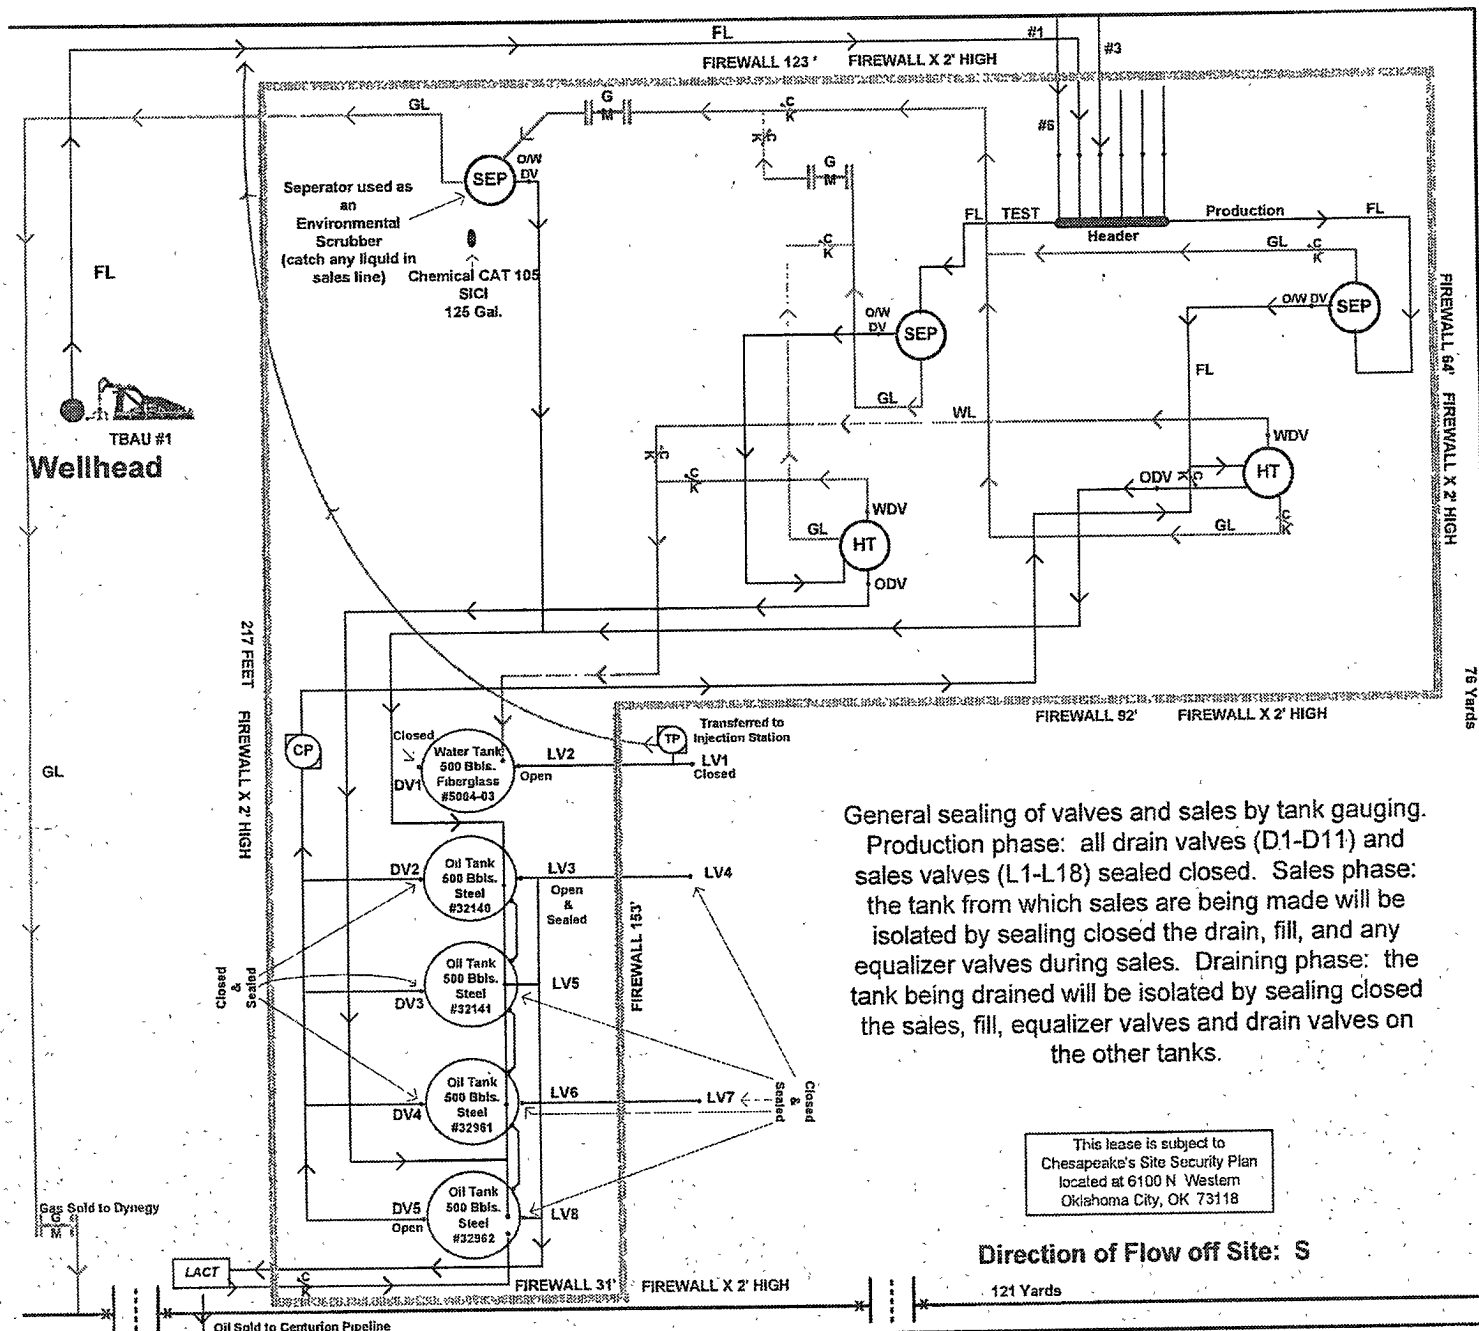 FL
#1
#3
FIREWALL 123 '
FIREWALL X 2' HIGH
GL
G
M
C
K
C
K
#6
G
M
O/W
DV
SEP
Seperator used as
an
Environmental
Scrubber
(catch any liquid in
sales line)
Chemical CAT 105
SICI
125 Gal.
FL
TEST
Header
Production
FL
GL
C
K
C
K
O/W DV
SEP
O/W
DV
SEP
GL
FL
FL
TBAU #1
Wellhead
FIREWALL 64'
FIREWALL X 2' HIGH
WL
WDV
HT
ODV
C
K
C
K
GL
C
K
C
K
WDV
GL
HT
ODV
217 FEET
FIREWALL X 2' HIGH
76 Yards
FIREWALL 92'
FIREWALL X 2' HIGH
CP
Closed
DV1
Water Tank
500 Bbls.
Fiberglass
#5004-03
LV2
Open
TP
Transferred to
Injection Station
LV1
Closed
GL
DV2
Oil Tank
500 Bbls.
Steel
#32140
LV3
Open
&
Sealed
LV4
FIREWALL 153'
Closed
&
Sealed
DV3
Oil Tank
500 Bbls.
Steel
#32141
LV5
DV4
Oil Tank
500 Bbls.
Steel
#32961
LV6
LV7
Closed
&
Sealed
DV5
Open
Oil Tank
500 Bbls.
Steel
#32962
LV8
General sealing of valves and sales by tank gauging.
Production phase: all drain valves (D1-D11) and
sales valves (L1-L18) sealed closed. Sales phase:
the tank from which sales are being made will be
isolated by sealing closed the drain, fill, and any
equalizer valves during sales. Draining phase: the
tank being drained will be isolated by sealing closed
the sales, fill, equalizer valves and drain valves on
the other tanks.
This lease is subject to
Chesapeake's Site Security Plan
located at 6100 N Western
Oklahoma City, OK 73118
Direction of Flow off Site: S
Gas Sold to Dynegy
G
M
LACT
C
K
FIREWALL 31'
FIREWALL X 2' HIGH
121 Yards
Oil Sold to Centurion Pipeline